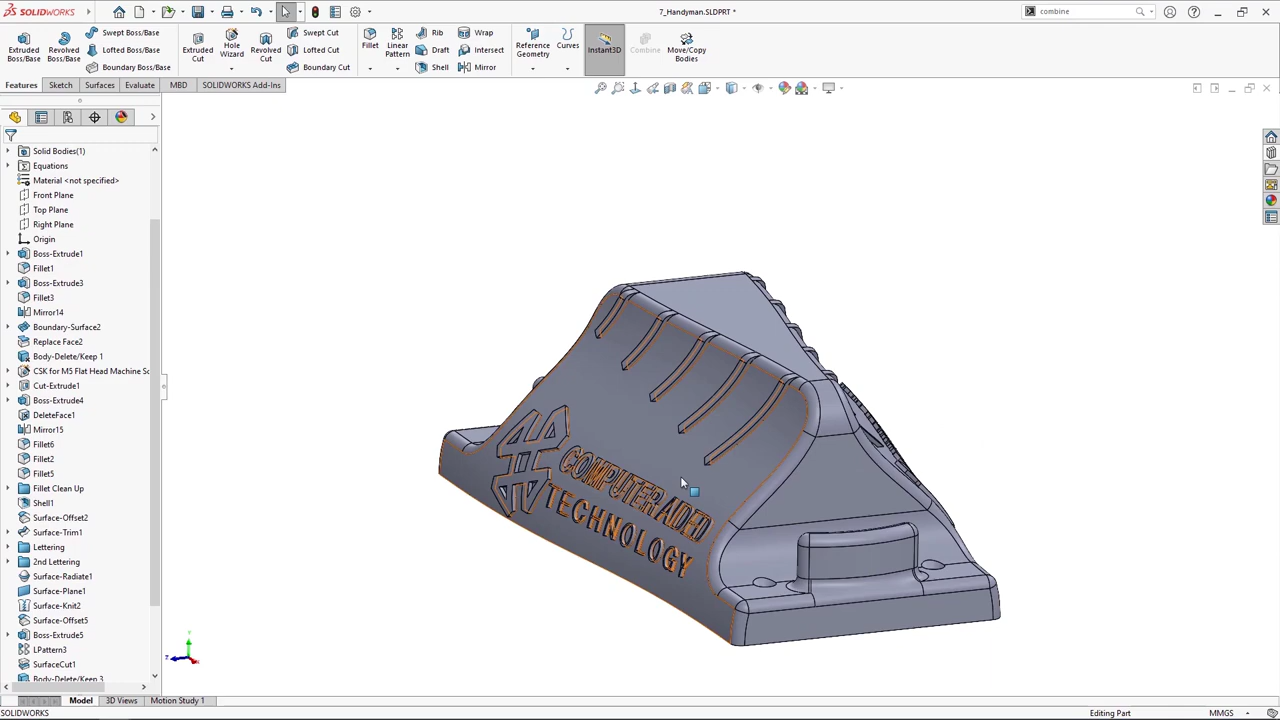 SOLIDWORKS
7_Handyman.SLDPRT *
combine
Extruded Boss/Base
Revolved Boss/Base
Swept Boss/Base
Lofted Boss/Base
Boundary Boss/Base
Extruded Cut
Hole Wizard
Revolved Cut
Swept Cut
Lofted Cut
Boundary Cut
Fillet
Linear Pattern
Rib
Draft
Shell
Wrap
Intersect
Mirror
Reference Geometry
Curves
Instant3D
Combine
Move/Copy Bodies
Features
Sketch
Surfaces
Evaluate
MBD
SOLIDWORKS Add-Ins
Solid Bodies(1)
Equations
Material <not specified>
Front Plane
Top Plane
Right Plane
Origin
Boss-Extrude1
Fillet1
Boss-Extrude3
Fillet3
Mirror14
Boundary-Surface2
Replace Face2
Body-Delete/Keep 1
CSK for M5 Flat Head Machine Sc
Cut-Extrude1
Boss-Extrude4
DeleteFace1
Mirror15
Fillet6
Fillet2
Fillet5
Fillet Clean Up
Shell1
Surface-Offset2
Surface-Trim1
Lettering
2nd Lettering
Surface-Radiate1
Surface-Plane1
Surface-Knit2
Surface-Offset5
Boss-Extrude5
LPattern3
SurfaceCut1
Body-Delete/Keep 3
COMPUTER AIDED
TECHNOLOGY
Model
3D Views
Motion Study 1
SOLIDWORKS
Editing Part
MMGS